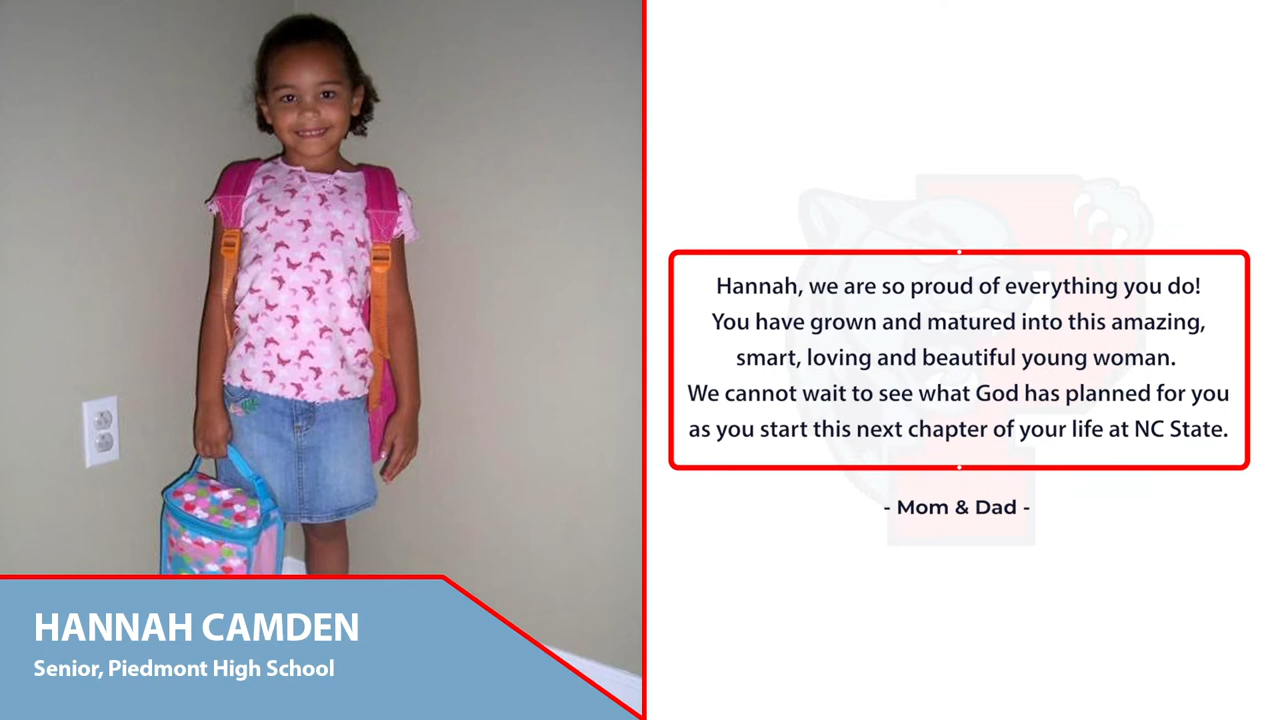 HANNAH CAMDEN
Senior, Piedmont High School
Hannah, we are so proud of everything you do!
You have grown and matured into this amazing,
smart, loving and beautiful young woman.
We cannot wait to see what God has planned for you
as you start this next chapter of your life at NC State.
- Mom & Dad -